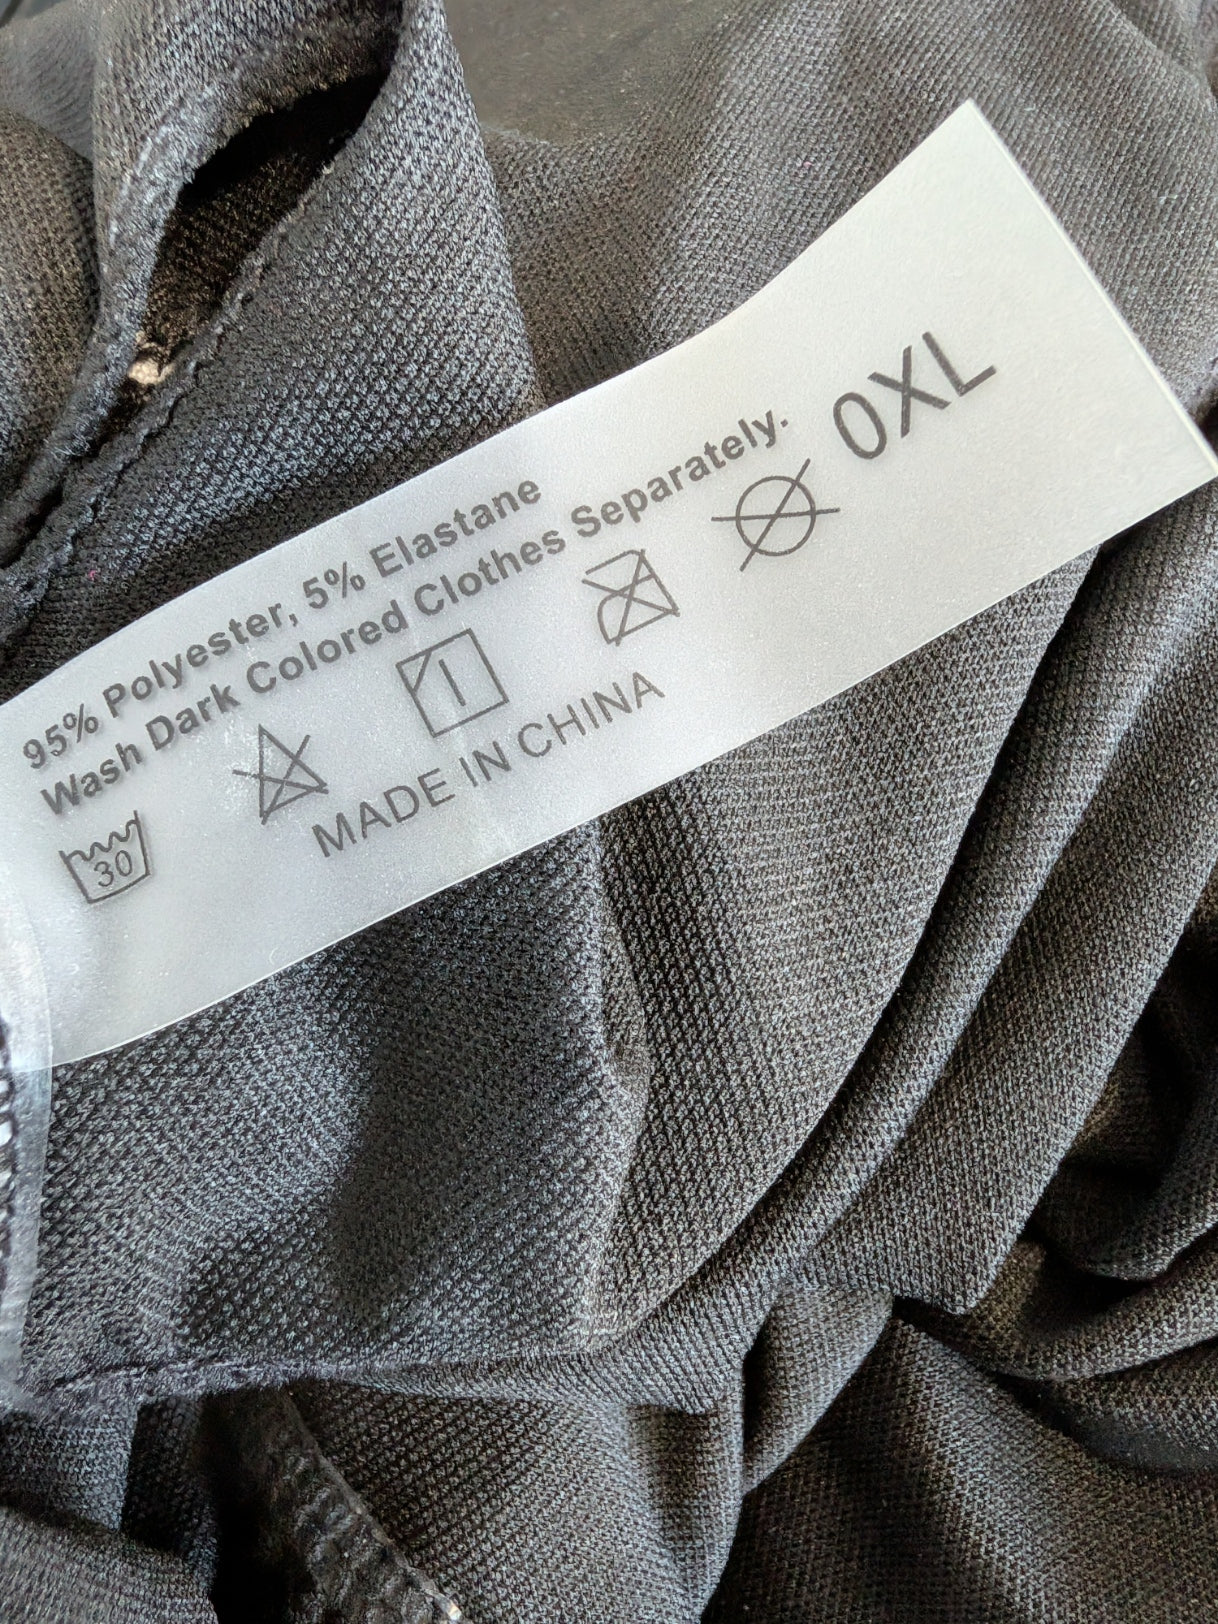 95% Polyester, 5% Elastane
Wash Dark Colored Clothes Separately.
30
MADE IN CHINA
0XL